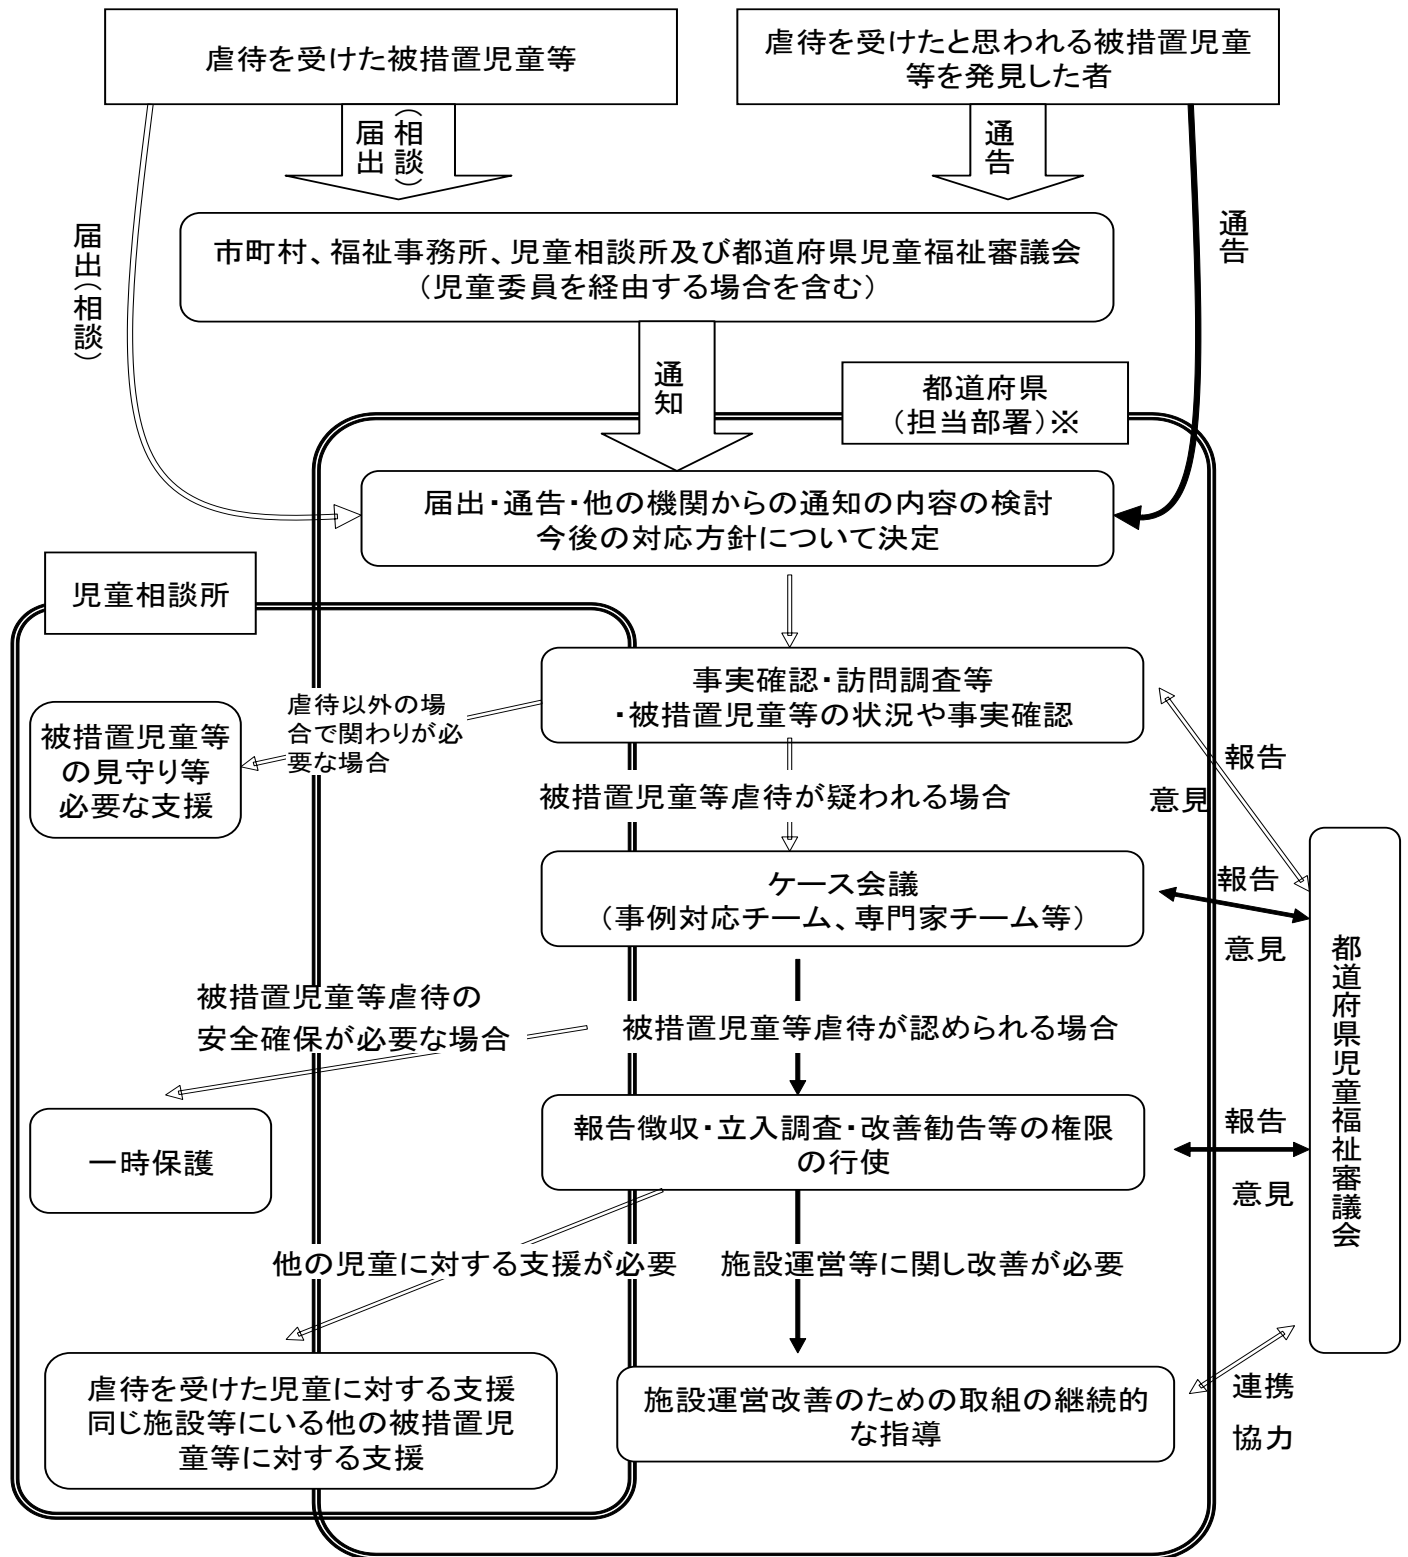 虐待を受けた被措置児童等
虐待を受けたと思われる被措置児童
等を発見した者
届出
(相談)
通告
届出(相談)
通告
市町村、福祉事務所、児童相談所及び都道府県児童福祉審議会
(児童委員を経由する場合を含む)
通知
都道府県
(担当部署)※
届出・通告・他の機関からの通知の内容の検討
今後の対応方針について決定
児童相談所
事実確認・訪問調査等
・被措置児童等の状況や事実確認
虐待以外の場
合で関わりが必
要な場合
被措置児童等
の見守り等
必要な支援
報告
意見
被措置児童等虐待が疑われる場合
ケース会議
(事例対応チーム、専門家チーム等)
報告
意見
都道府県児童福祉審議会
被措置児童等虐待の
安全確保が必要な場合
被措置児童等虐待が認められる場合
一時保護
報告徴収・立入調査・改善勧告等の権限
の行使
報告
意見
他の児童に対する支援が必要
施設運営等に関し改善が必要
虐待を受けた児童に対する支援
同じ施設等にいる他の被措置児
童等に対する支援
施設運営改善のための取組の継続的
な指導
連携
協力